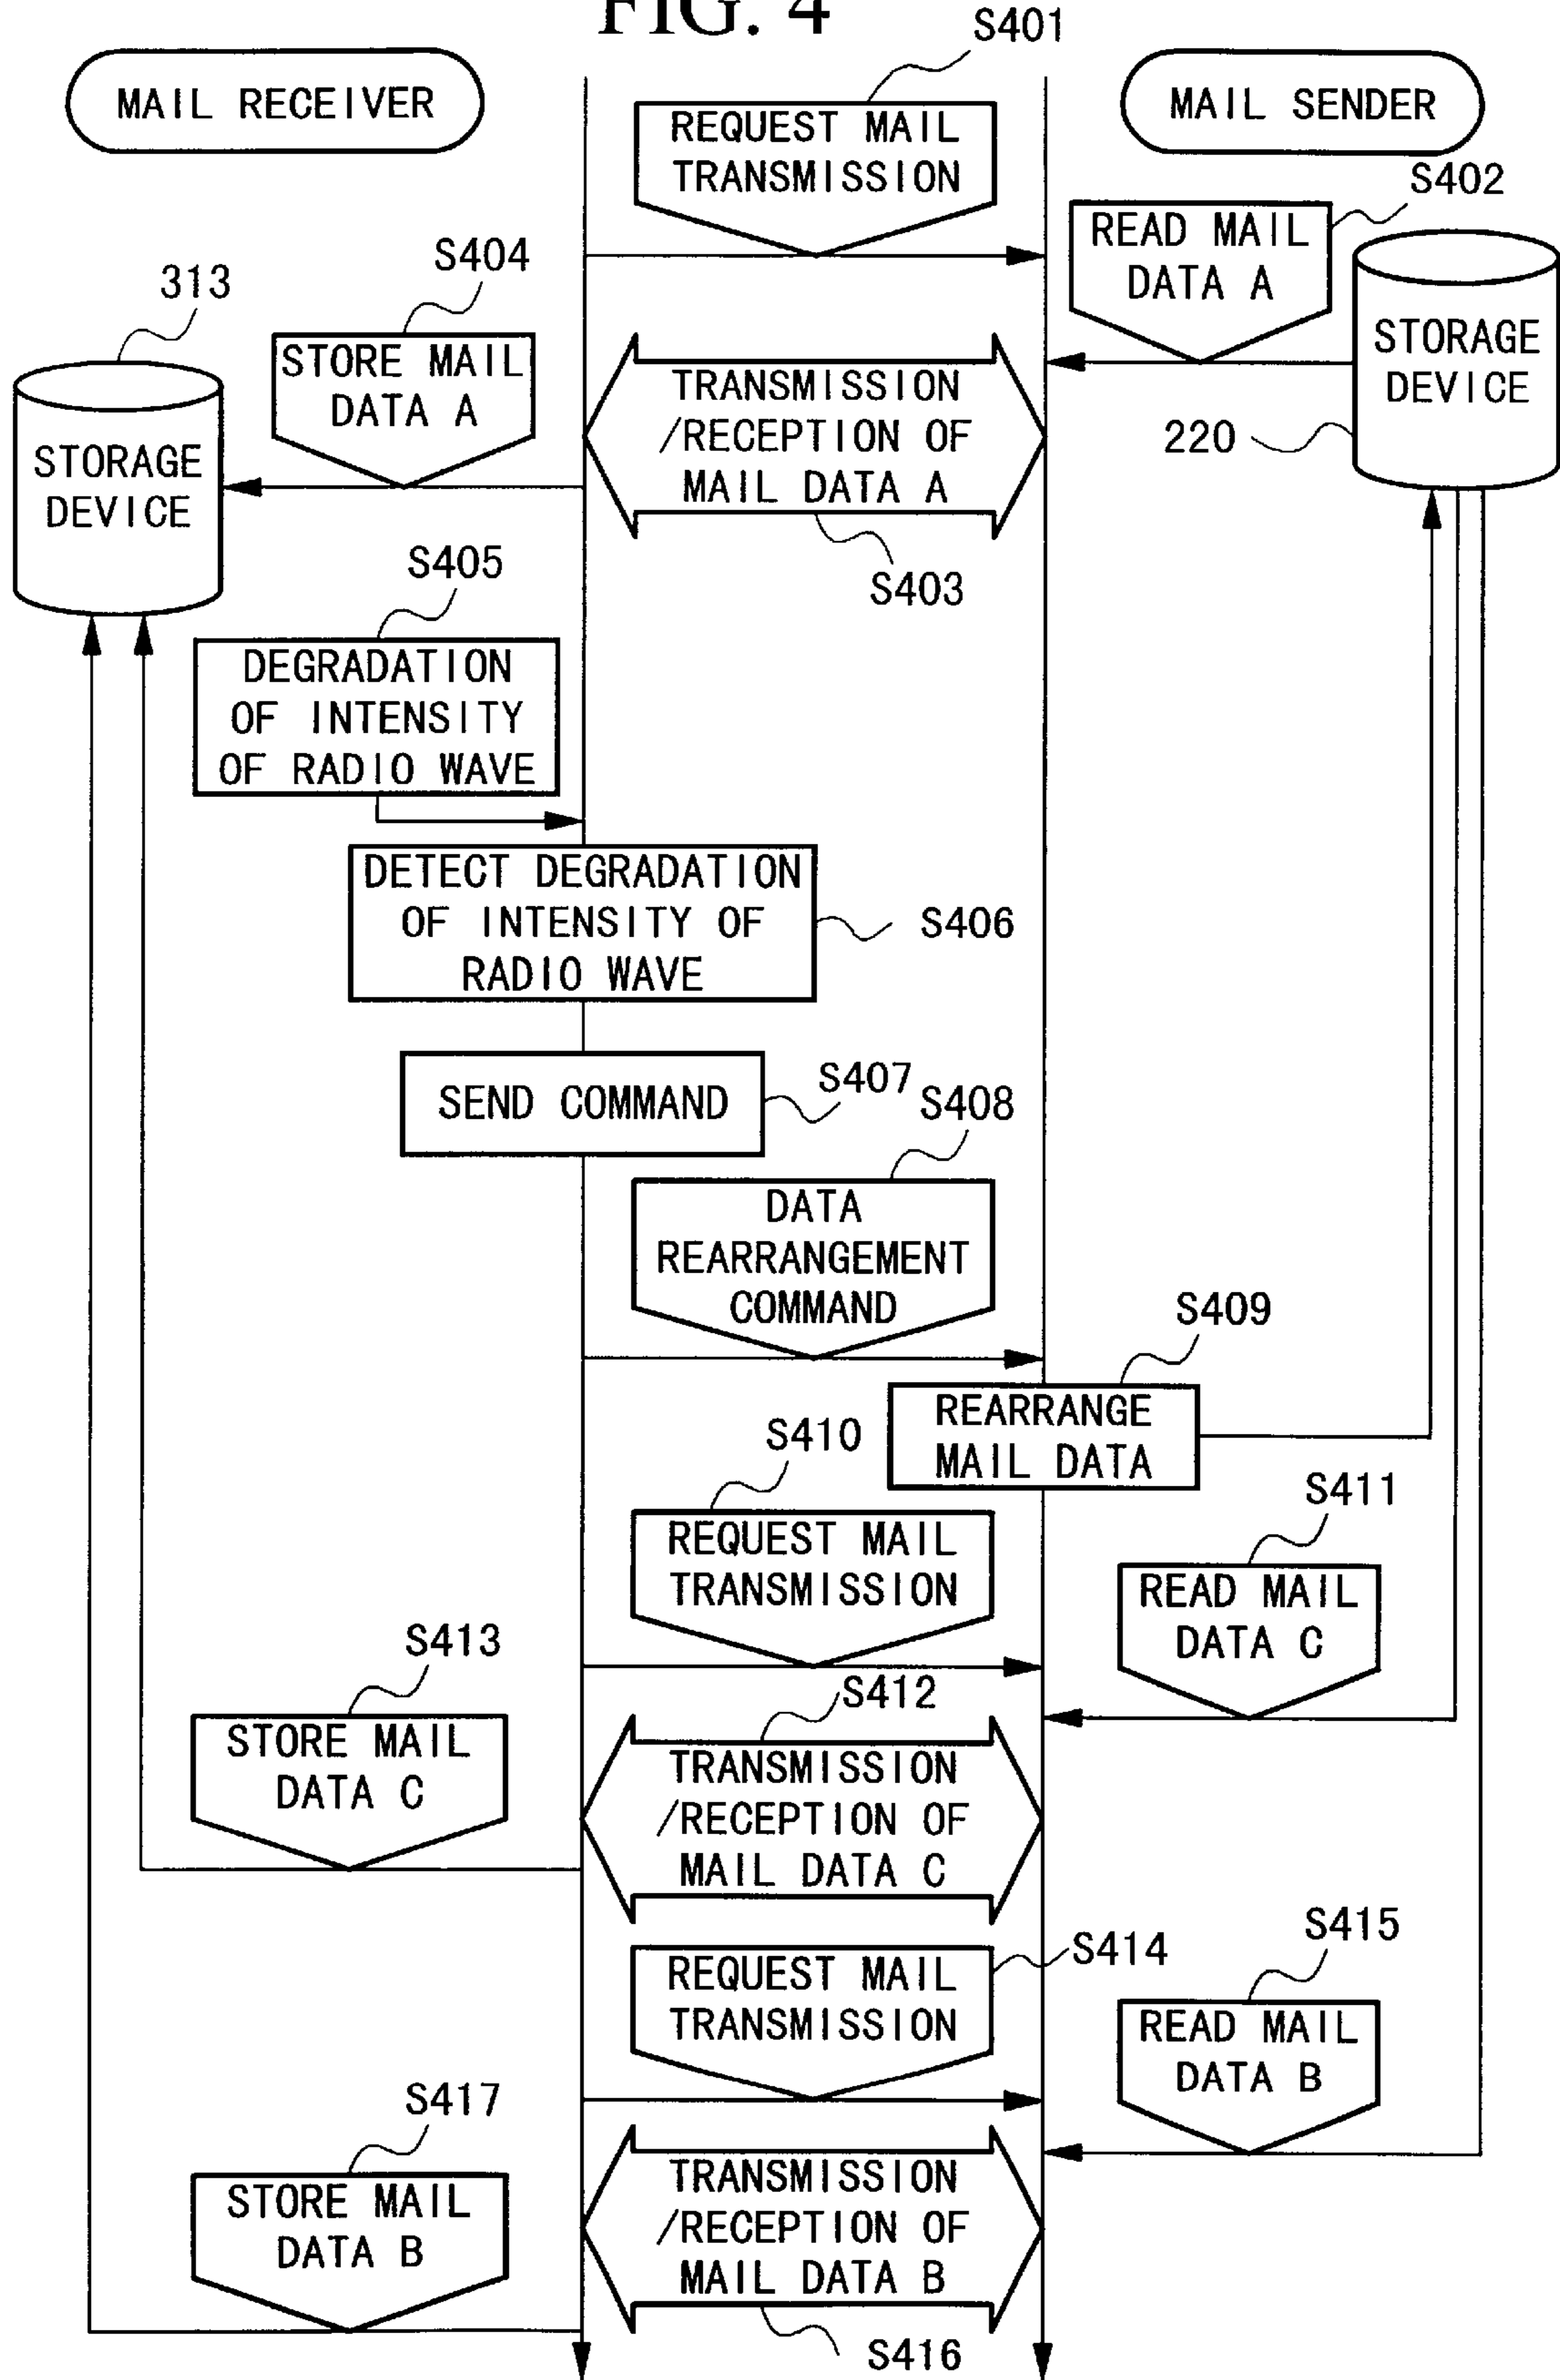 FIG. 4
S401
MAIL RECEIVER
REQUEST MAIL
TRANSMISSION
MAIL SENDER
S402
READ MAIL
DATA A
S404
313
STORE MAIL
DATA A
STORAGE
DEVICE
TRANSMISSION
/RECEPTION OF
MAIL DATA A
220
STORAGE
DEVICE
S403
S405
DEGRADATION
OF INTENSITY
OF RADIO WAVE
DETECT DEGRADATION
OF INTENSITY OF
RADIO WAVE
S406
SEND COMMAND
S407
S408
DATA
REARRANGEMENT
COMMAND
S409
REARRANGE
MAIL DATA
S410
REQUEST MAIL
TRANSMISSION
S411
READ MAIL
DATA C
S413
STORE MAIL
DATA C
S412
TRANSMISSION
/RECEPTION OF
MAIL DATA C
S414
REQUEST MAIL
TRANSMISSION
S415
READ MAIL
DATA B
S417
STORE MAIL
DATA B
TRANSMISSION
/RECEPTION OF
MAIL DATA B
S416